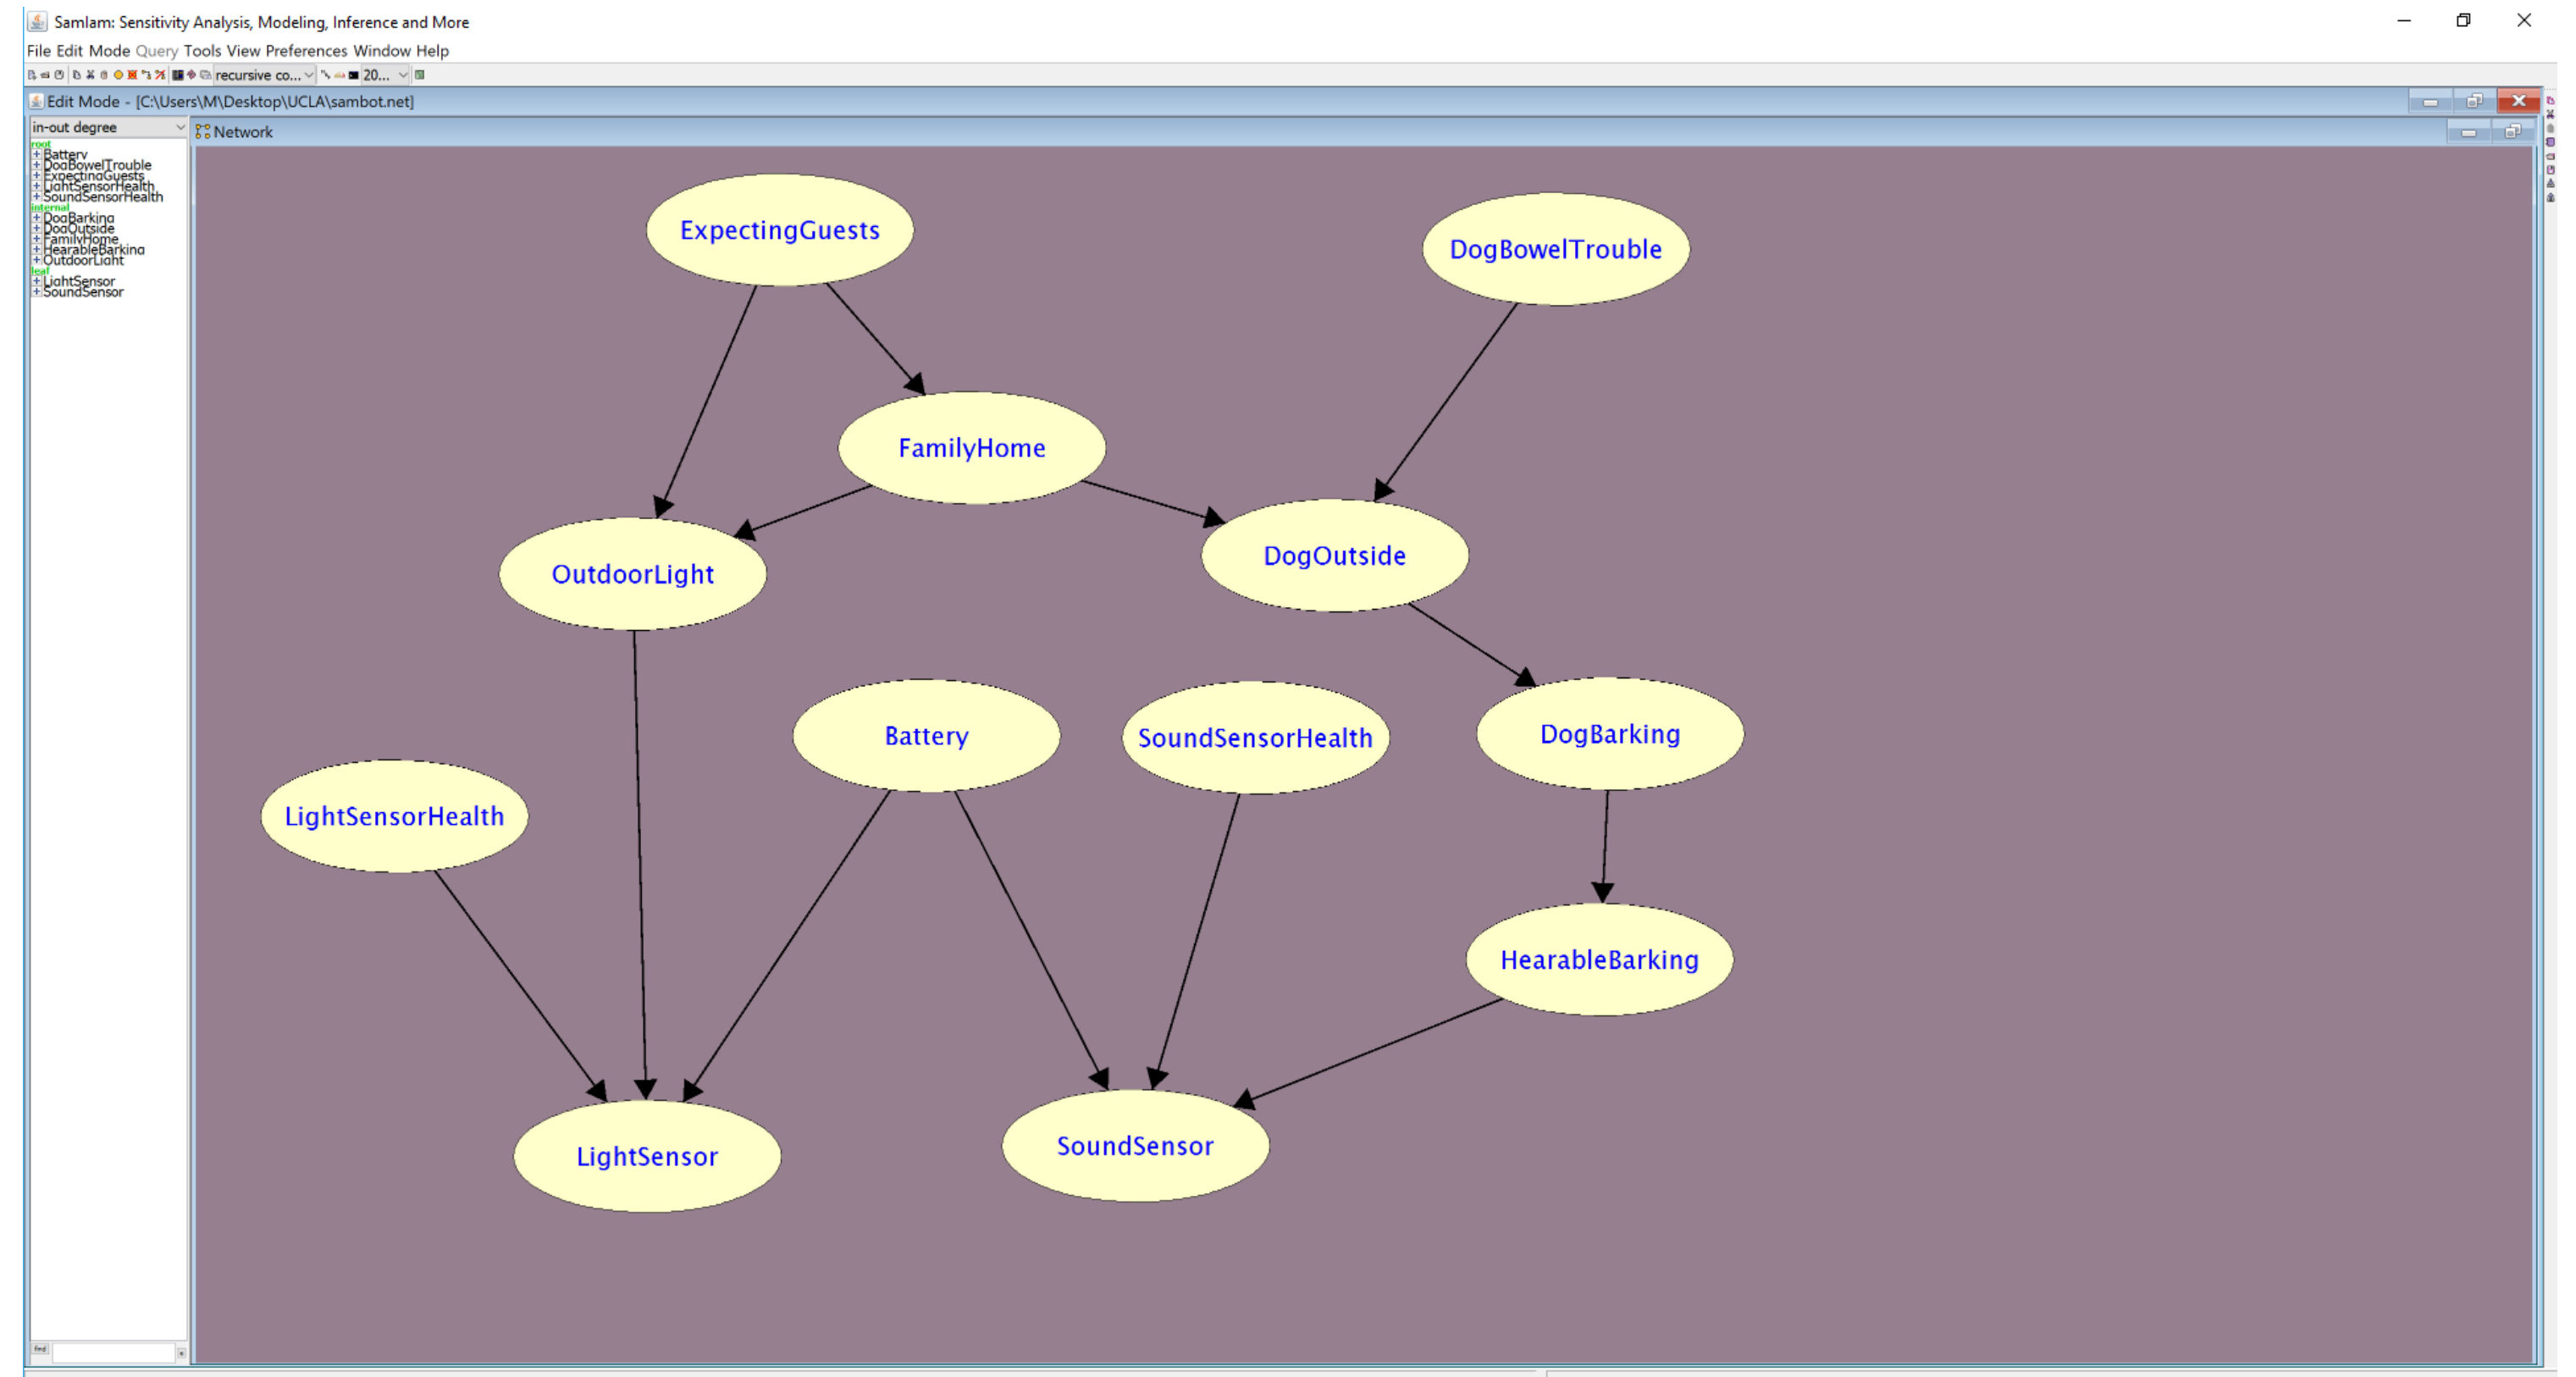 SamIam: Sensitivity Analysis, Modeling, Inference and More
File Edit Mode Query Tools View Preferences Window Help
recursive co... 20...
Edit Mode - [C:\Users\M\Desktop\UCLA\sambot.net]
in-out degree
Network
root
Battery
DogBowelTrouble
ExpectingGuests
LightSensorHealth
SoundSensorHealth
internal
DogBarking
DogOutside
FamilyHome
HearableBarking
OutdoorLight
leaf
LightSensor
SoundSensor
ExpectingGuests
DogBowelTrouble
FamilyHome
DogOutside
OutdoorLight
Battery
SoundSensorHealth
DogBarking
LightSensorHealth
HearableBarking
LightSensor
SoundSensor
find